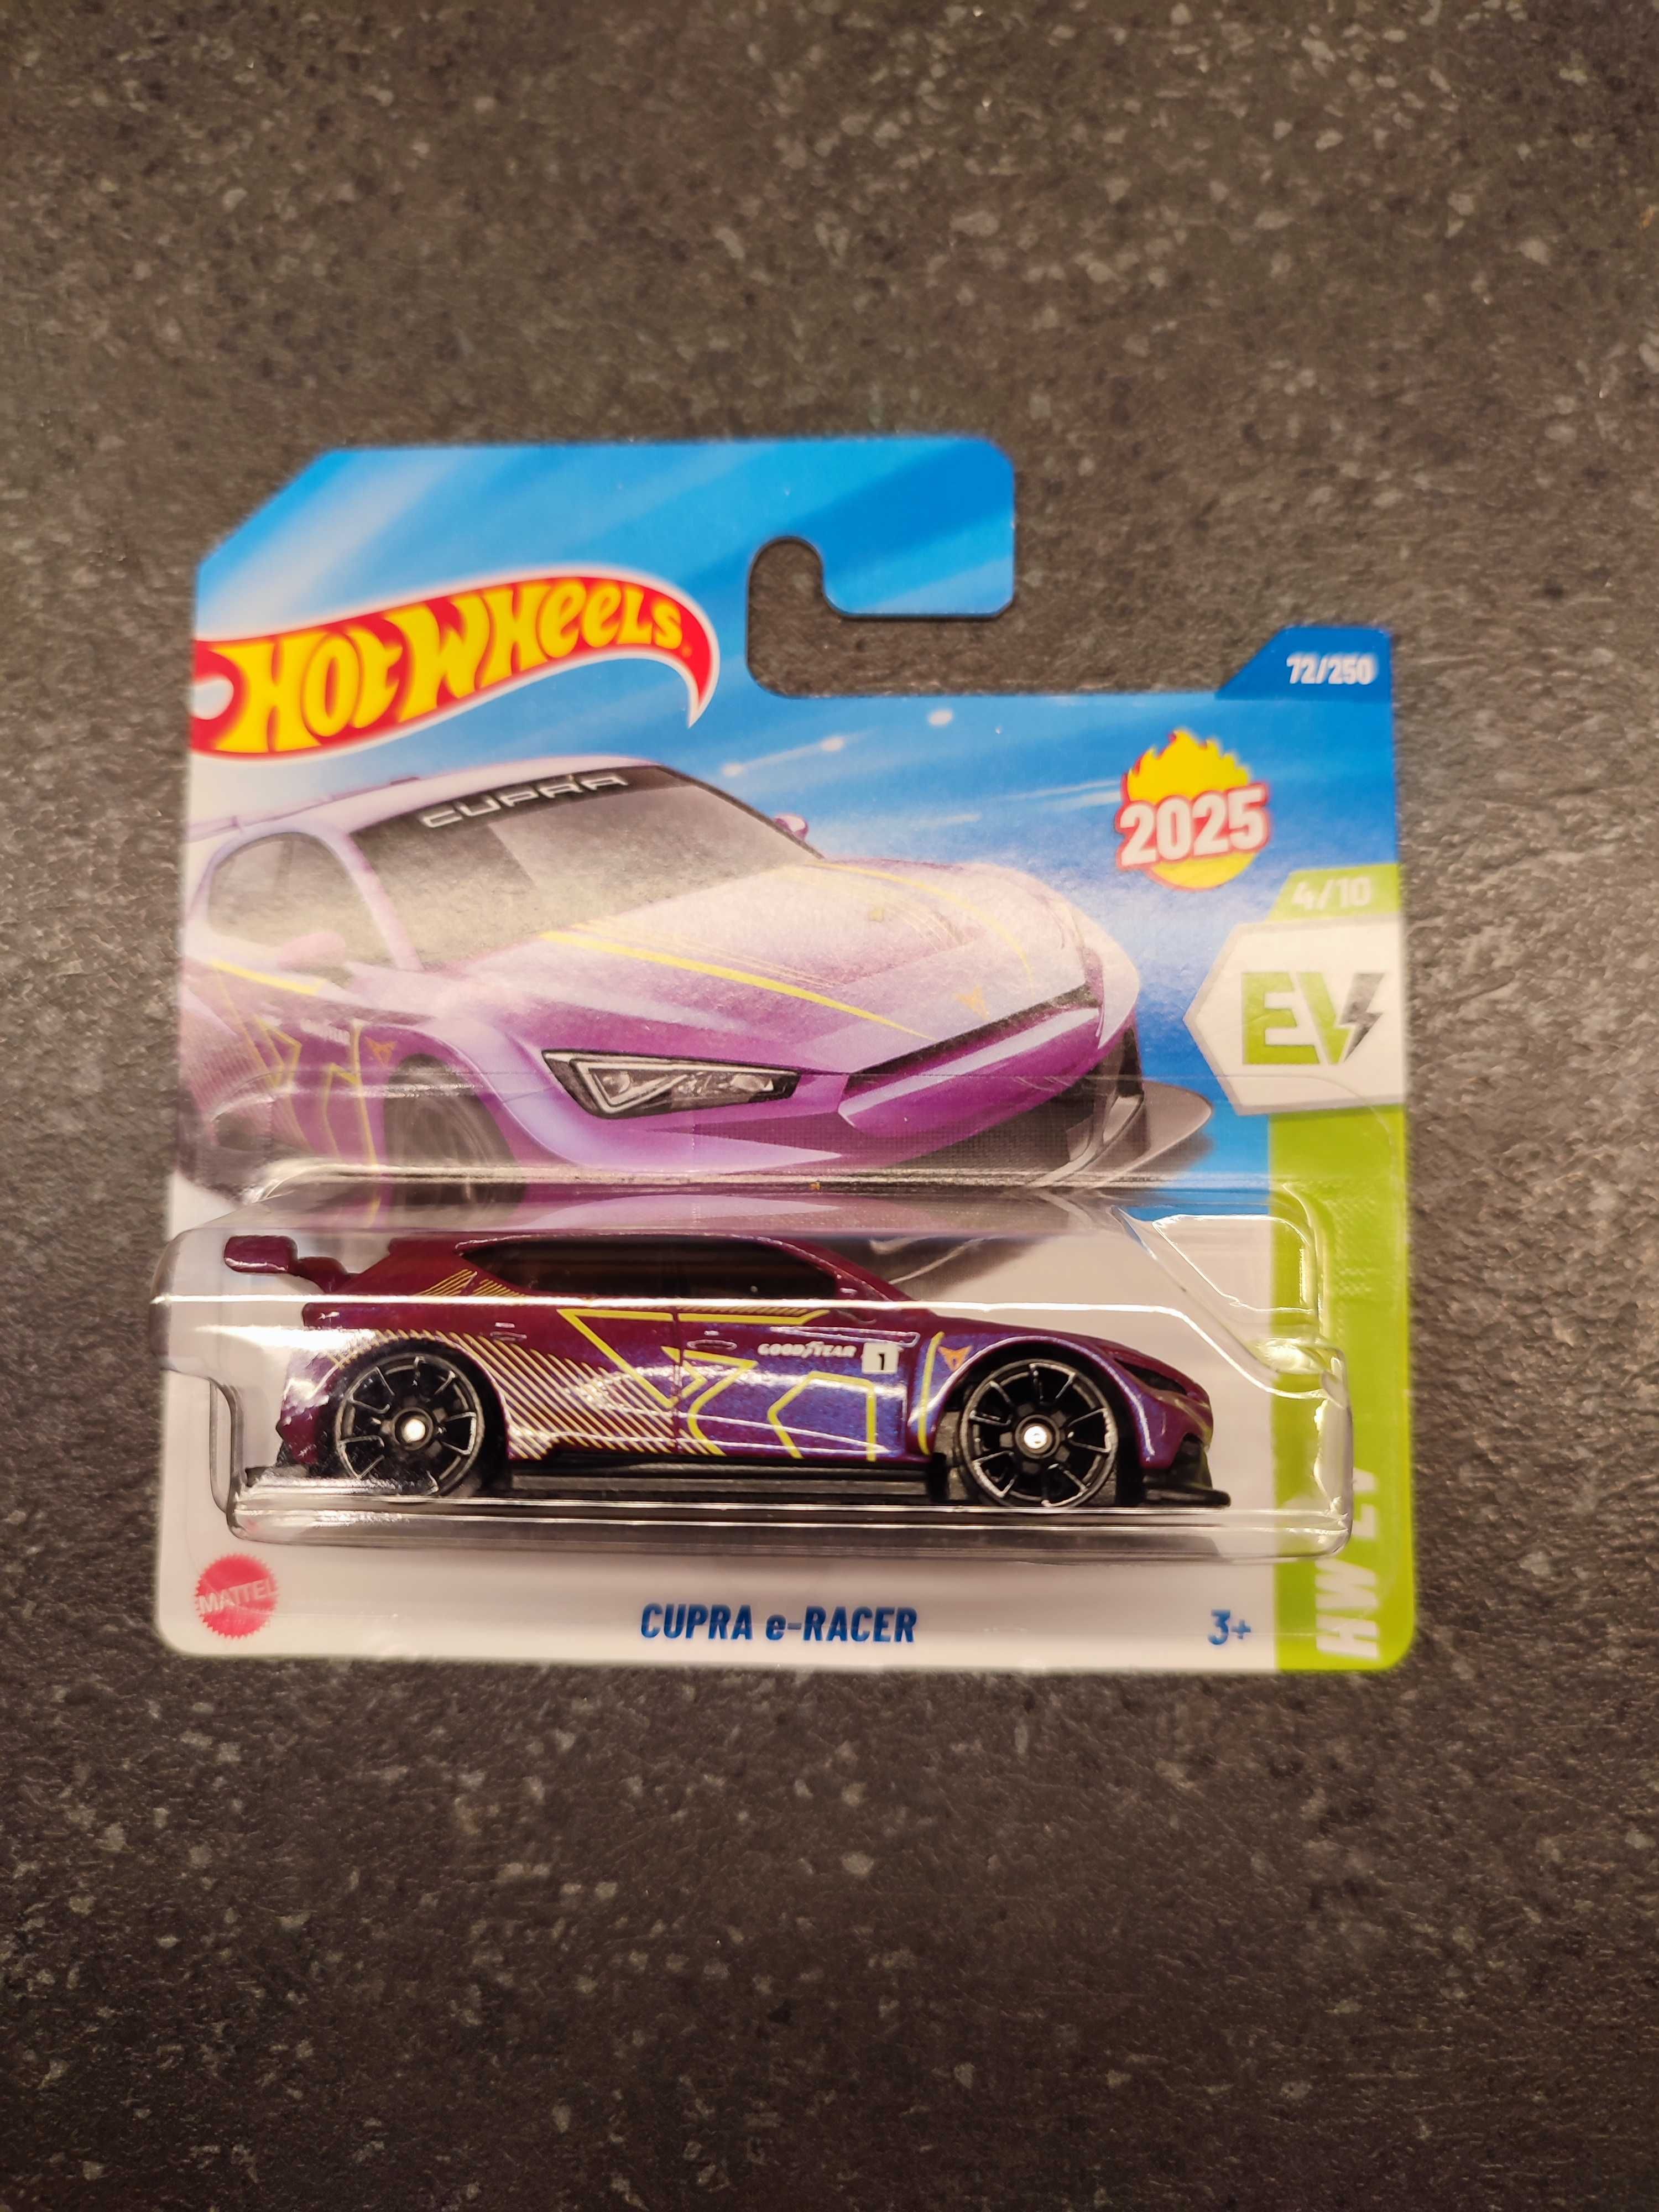 HOT WHEELS
72/250
CUPRA
2025
4/10
EV
GOODYEAR
1
HW EV
MATTEL
CUPRA e-RACER
3+